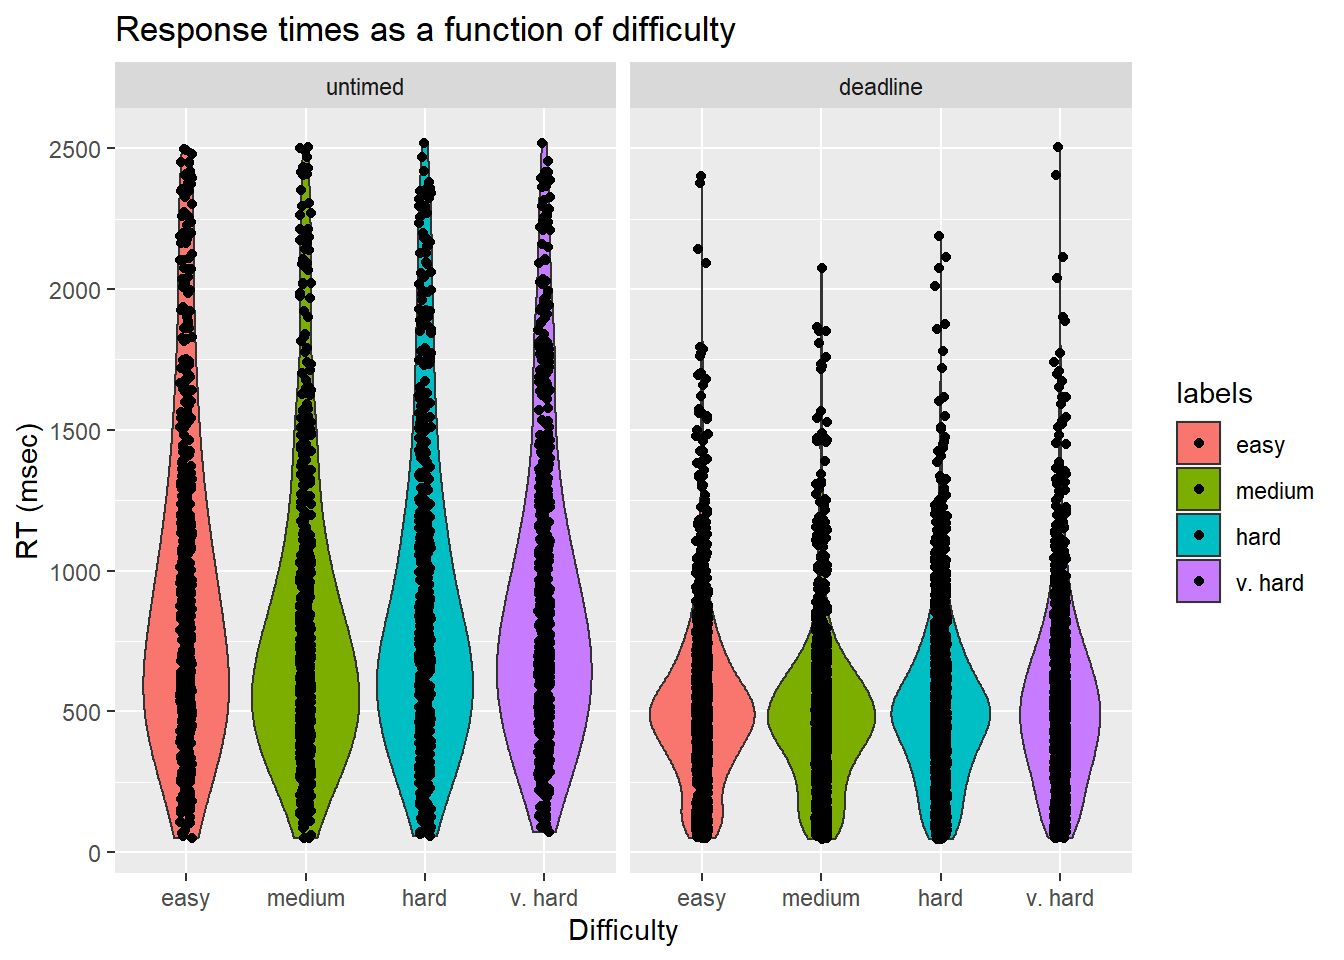 Response times as a function of difficulty
untimed
deadline
2500
2000
1500
1000
500
0
RT (msec)
easy medium hard v. hard
easy medium hard v. hard
Difficulty
labels
easy
medium
hard
v. hard